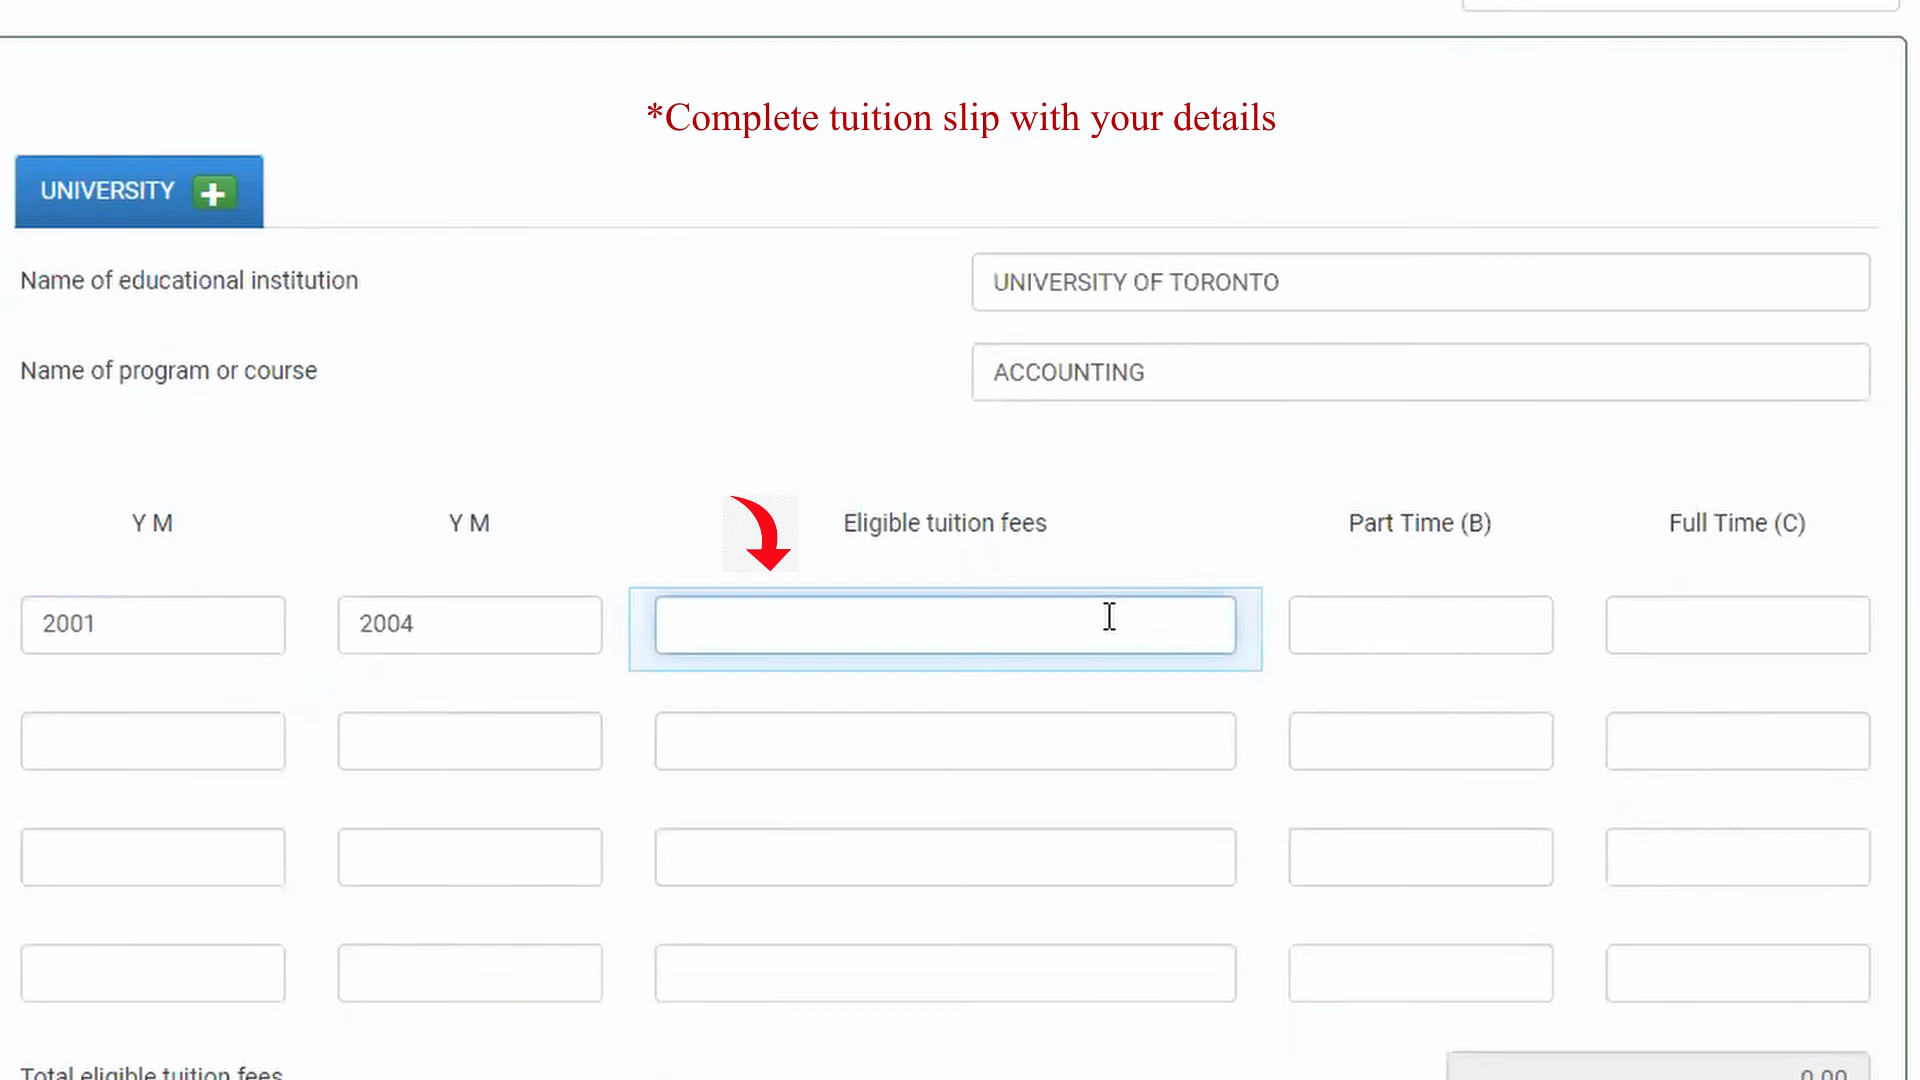 *Complete tuition slip with your details
UNIVERSITY
Name of educational institution
UNIVERSITY OF TORONTO
Name of program or course
ACCOUNTING
Y M
Y M
Eligible tuition fees
Part Time (B)
Full Time (C)
2001
2004
Total eligible tuition fees
0.00